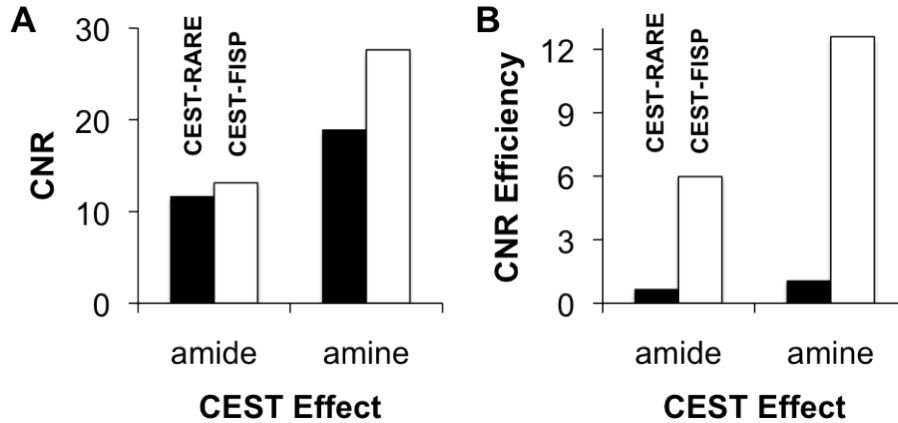 A
CNR
30
20
10
0
CEST-RARE
CEST-FISP
amide amine
CEST Effect
B
CNR Efficiency
12
9
6
3
0
CEST-RARE
CEST-FISP
amide amine
CEST Effect